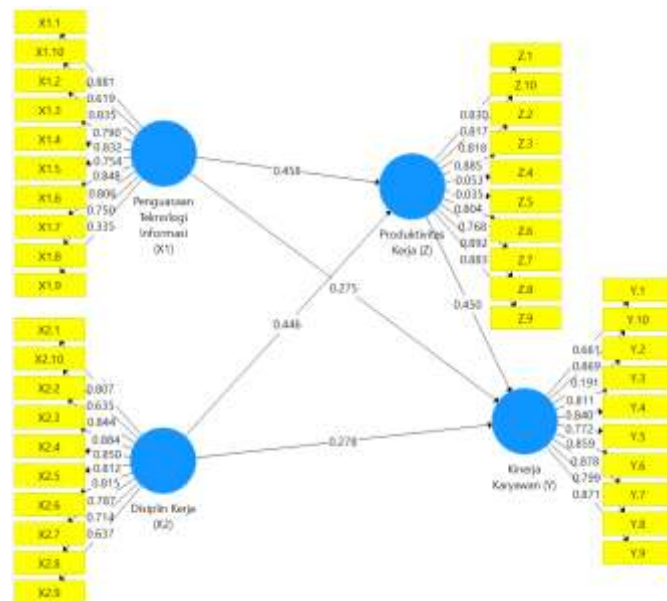 X1.1
X1.10
X1.2
X1.3
X1.4
X1.5
X1.6
X1.7
X1.8
X1.9
0.881
0.619
0.835
0.790
0.832
0.754
0.848
0.806
0.750
0.335
Penguasaan
Teknologi
Informasi
(X1)
X2.1
X2.10
X2.2
X2.3
X2.4
X2.5
X2.6
X2.7
X2.8
X2.9
0.807
0.635
0.844
0.884
0.850
0.812
0.815
0.787
0.714
0.637
Disiplin Kerja
(X2)
0.458
0.275
0.446
0.278
0.450
Z.1
Z.10
Z.2
Z.3
Z.4
Z.5
Z.6
Z.7
Z.8
Z.9
0.830
0.817
0.818
0.885
0.053
0.035
0.804
0.768
0.892
0.883
Produktivitas
Kerja (Z)
Y.1
Y.10
Y.2
Y.3
Y.4
Y.5
Y.6
Y.7
Y.8
Y.9
0.661
0.869
0.191
0.811
0.840
0.772
0.859
0.878
0.799
0.871
Kinerja
Karyawan (Y)